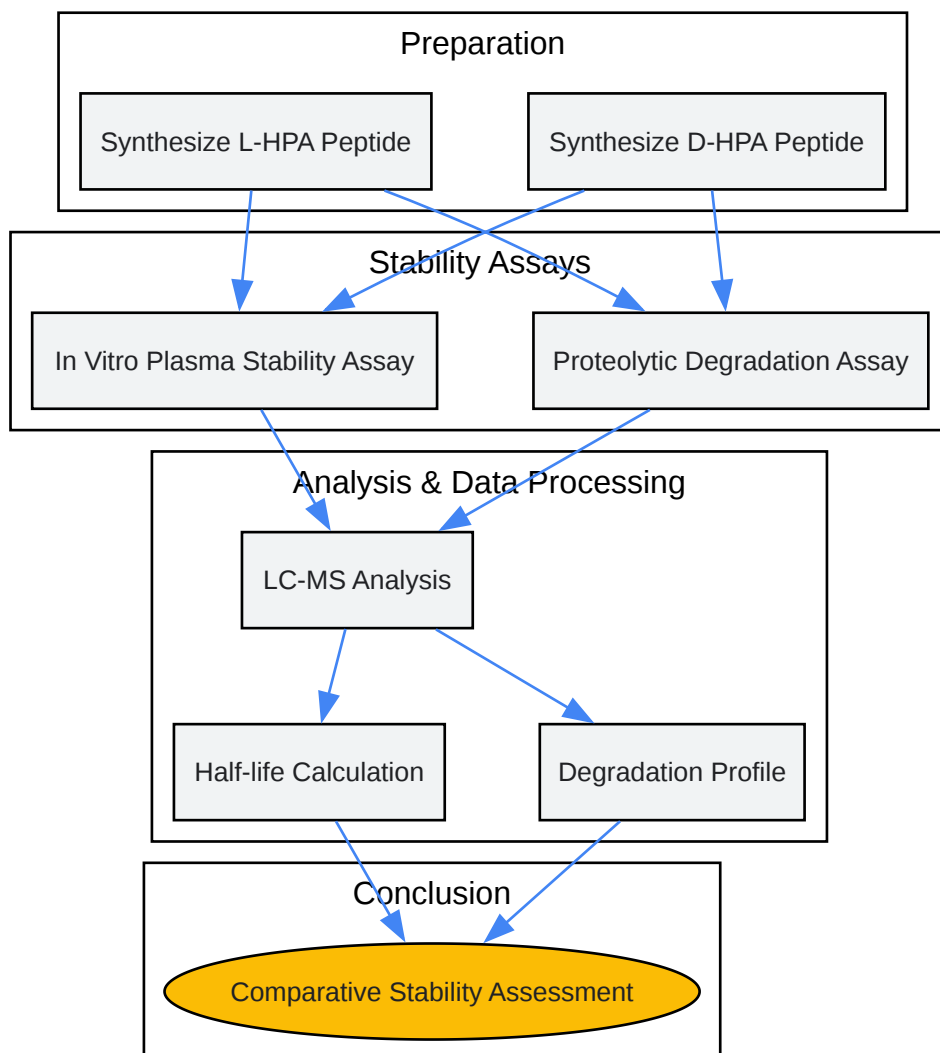 Preparation
Synthesize L-HPA Peptide
Synthesize D-HPA Peptide
Stability Assays
In Vitro Plasma Stability Assay
Proteolytic Degradation Assay
Analysis & Data Processing
LC-MS Analysis
Half-life Calculation
Degradation Profile
Conclusion
Comparative Stability Assessment